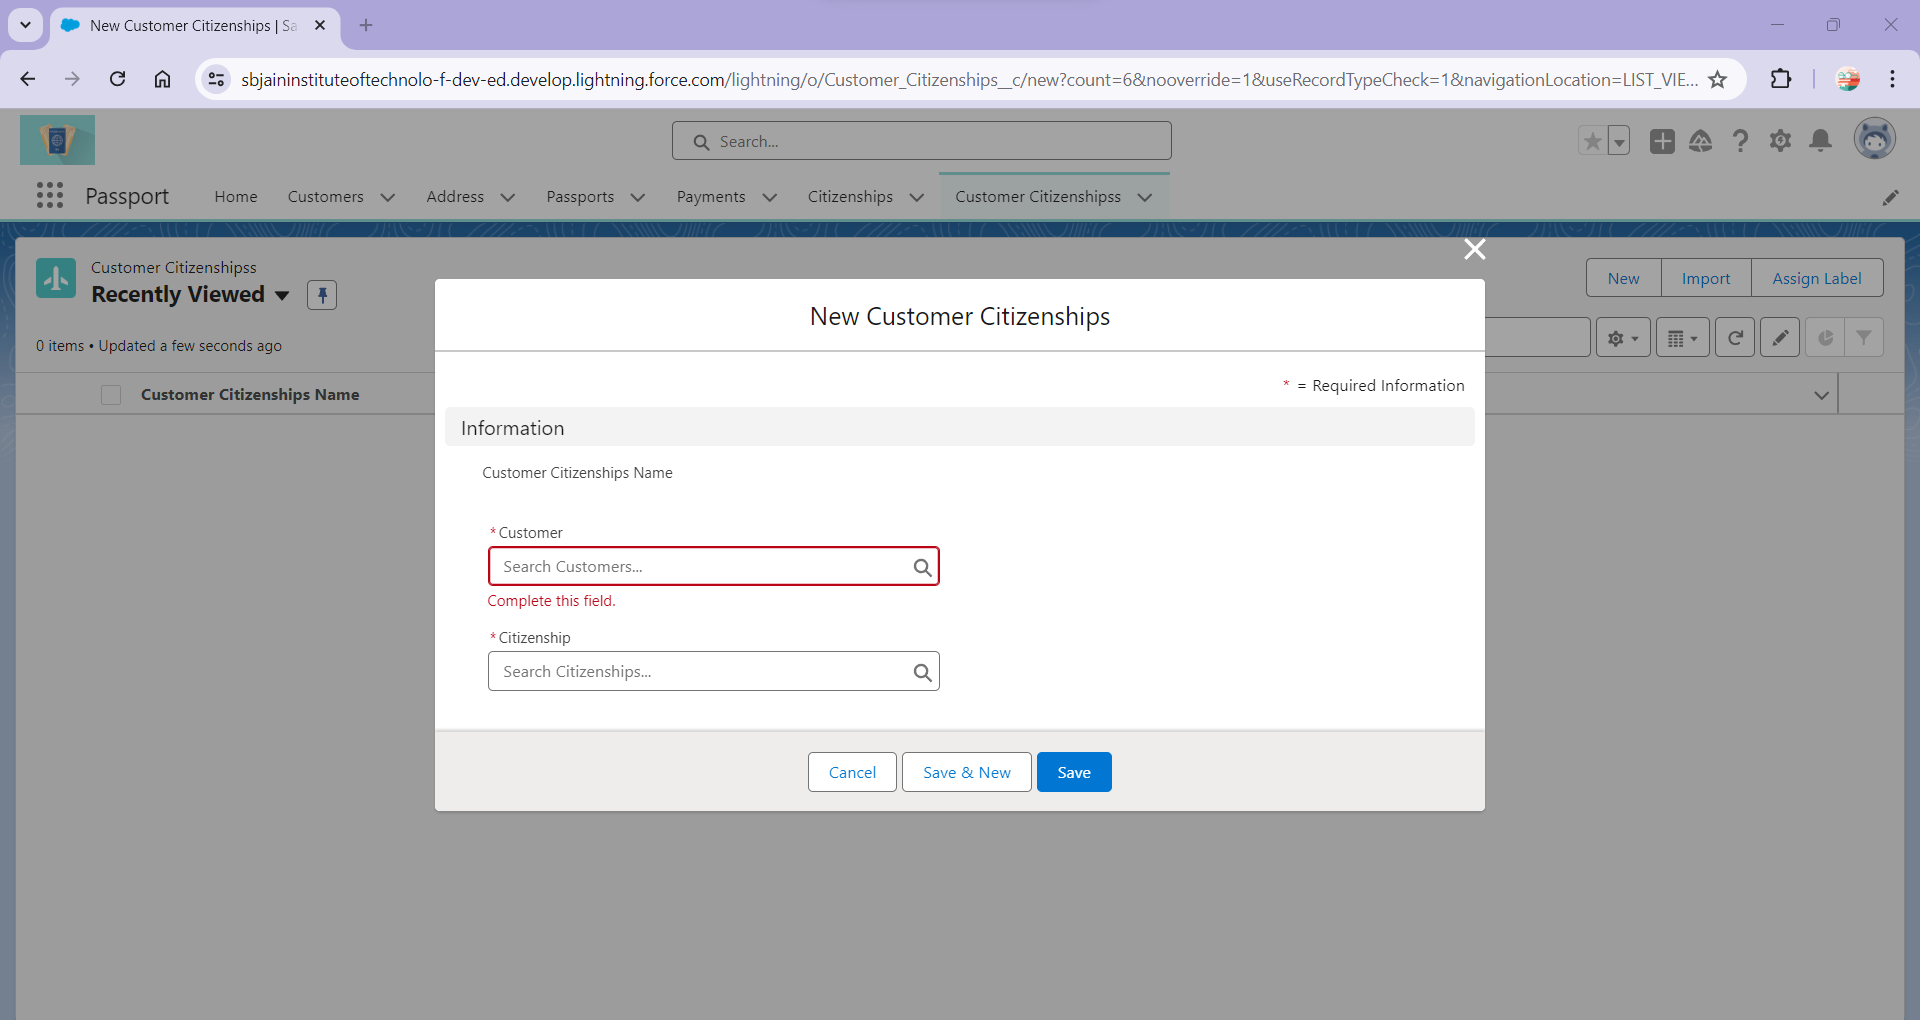 New Customer Citizenships | Sa
sbjaininstituteoftechnolo-f-dev-ed.develop.lightning.force.com/lightning/o/Customer_Citizenships__c/new?count=6&nooverride=1&useRecordTypeCheck=1&navigationLocation=LIST_VIE...
Search...
Passport
Home
Customers
Address
Passports
Payments
Citizenships
Customer Citizenshipss
Customer Citizenshipss
Recently Viewed
0 items • Updated a few seconds ago
New
Import
Assign Label
Customer Citizenships Name
New Customer Citizenships
* = Required Information
Information
Customer Citizenships Name
*Customer
Search Customers...
Complete this field.
*Citizenship
Search Citizenships...
Cancel
Save & New
Save